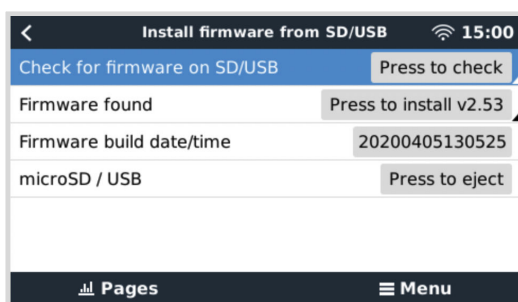 Install firmware from SD/USB 15:00
Check for firmware on SD/USB Press to check
Firmware found Press to install v2.53
Firmware build date/time 20200405130525
microSD / USB Press to eject
Pages Menu